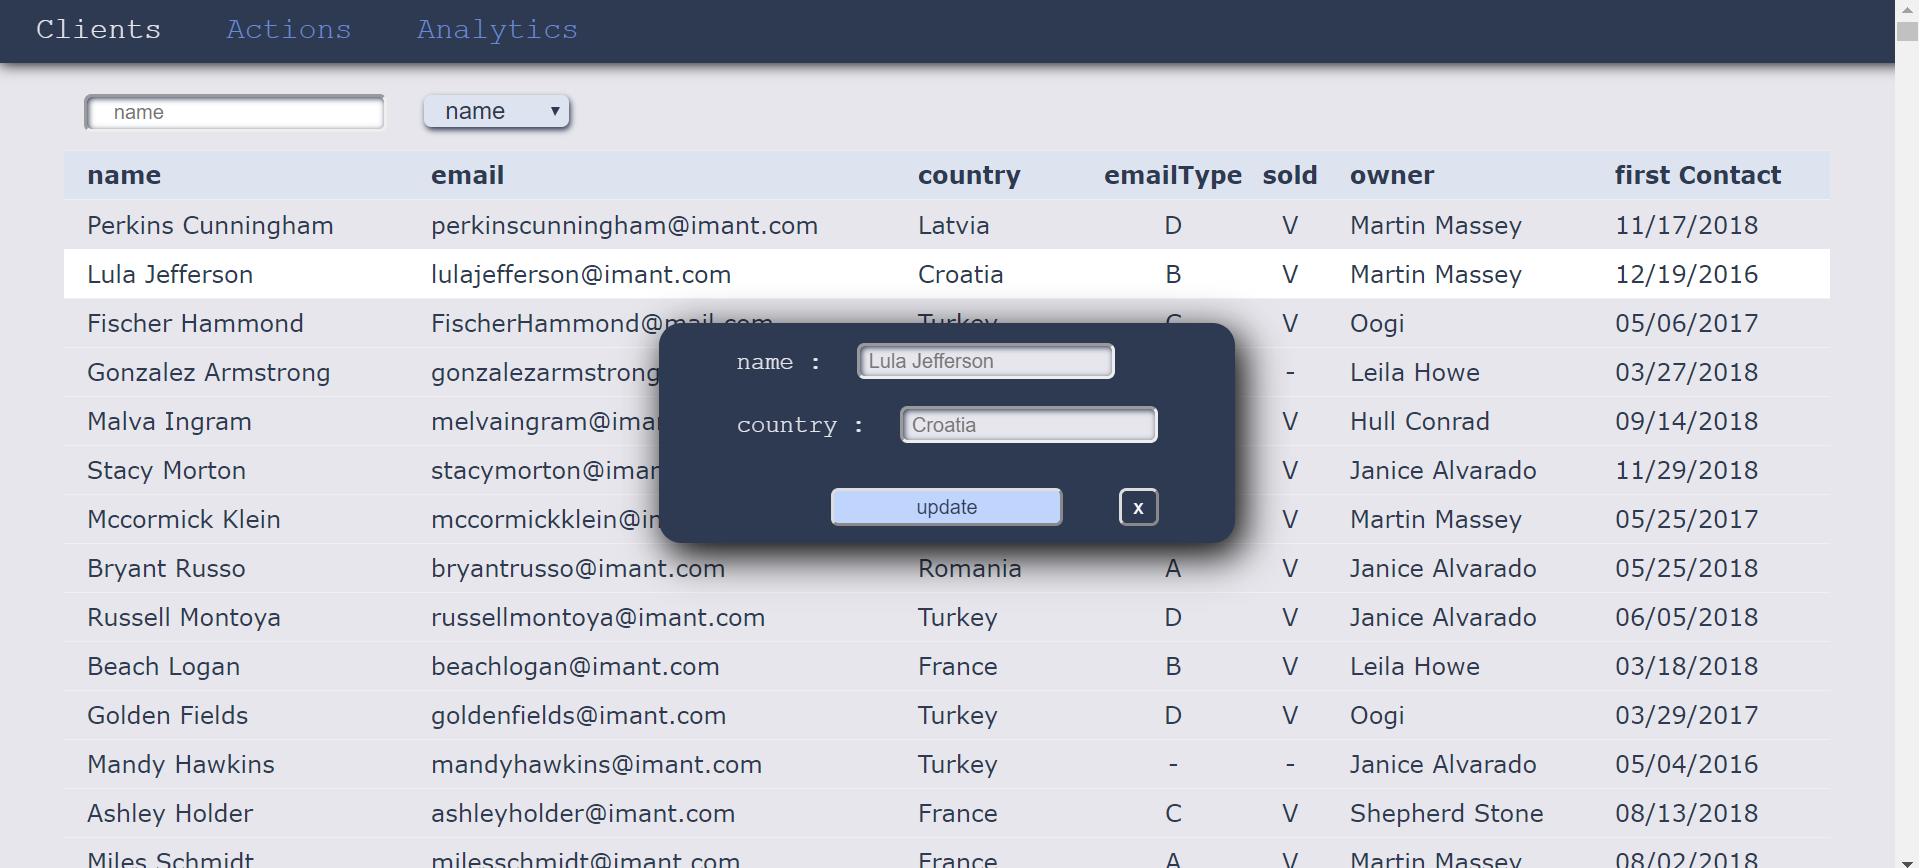 Clients Actions Analytics
name name ▼
name email country emailType sold owner first Contact
Perkins Cunningham perkinscunningham@imant.com Latvia D V Martin Massey 11/17/2018
Lula Jefferson lulajefferson@imant.com Croatia B V Martin Massey 12/19/2016
Fischer Hammond FischerHammond@mail.com Turkey C V Oogi 05/06/2017
name : Lula Jefferson
Gonzalez Armstrong gonzalezarmstrong - Leila Howe 03/27/2018
Malva Ingram melvaingram@iman V Hull Conrad 09/14/2018
country : Croatia
Stacy Morton stacymorton@ima V Janice Alvarado 11/29/2018
Mccormick Klein mccormickklein@im V Martin Massey 05/25/2017
update x
Bryant Russo bryantrusso@imant.com Romania A V Janice Alvarado 05/25/2018
Russell Montoya russellmontoya@imant.com Turkey D V Janice Alvarado 06/05/2018
Beach Logan beachlogan@imant.com France B V Leila Howe 03/18/2018
Golden Fields goldenfields@imant.com Turkey D V Oogi 03/29/2017
Mandy Hawkins mandyhawkins@imant.com Turkey - - Janice Alvarado 05/04/2016
Ashley Holder ashleyholder@imant.com France C V Shepherd Stone 08/13/2018
Miles Schmidt milesschmidt@imant.com France A V Martin Massey 08/02/2018